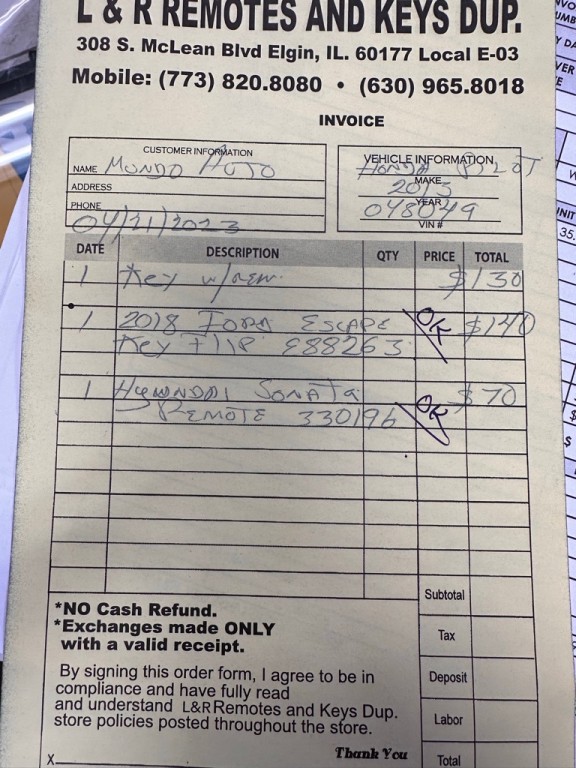 L & R REMOTES AND KEYS DUP.
308 S. McLean Blvd Elgin, IL. 60177 Local E-03
Mobile: (773) 820.8080 • (630) 965.8018
INVOICE
CUSTOMER INFORMATION
NAME MUNDO AUTO
ADDRESS
PHONE
04/21/2023
VEHICLE INFORMATION
HONDA PILOT
MAKE
2013
YEAR
048049
VIN #
DATE DESCRIPTION QTY PRICE TOTAL
1 Key w/rem. $130
1 2018 FORD ESCAPE OK $140
Key FlIP E88263
1 HYUNDAI SONATA OK $70
REMOTE 330196
Subtotal
Tax
Deposit
Labor
Total
*NO Cash Refund.
*Exchanges made ONLY
with a valid receipt.
By signing this order form, I agree to be in
compliance and have fully read
and understand L&R Remotes and Keys Dup.
store policies posted throughout the store.
Thank You
X